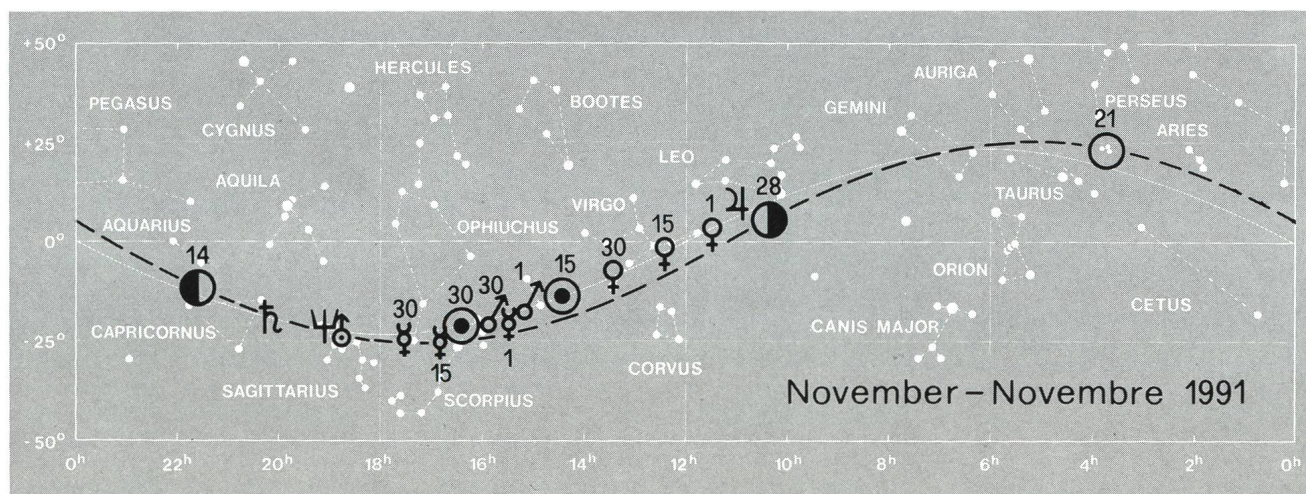 +50°
HERCULES
AURIGA
PEGASUS
BOOTES
GEMINI
PERSEUS
CYGNUS
21
ARIES
+25°
LEO
AQUILA
28
TAURUS
1
VIRGO
AQUARIUS
OPHIUCHUS
15
0°
30
14
15
1
30
30
30
ORION
CETUS
CAPRICORNUS
CANIS MAJOR
-25°
15
1
CORVUS
SAGITTARIUS
SCORPIUS
November – Novembre 1991
-50°
0h 22h 20h 18h 16h 14h 12h 10h 8h 6h 4h 2h 0h